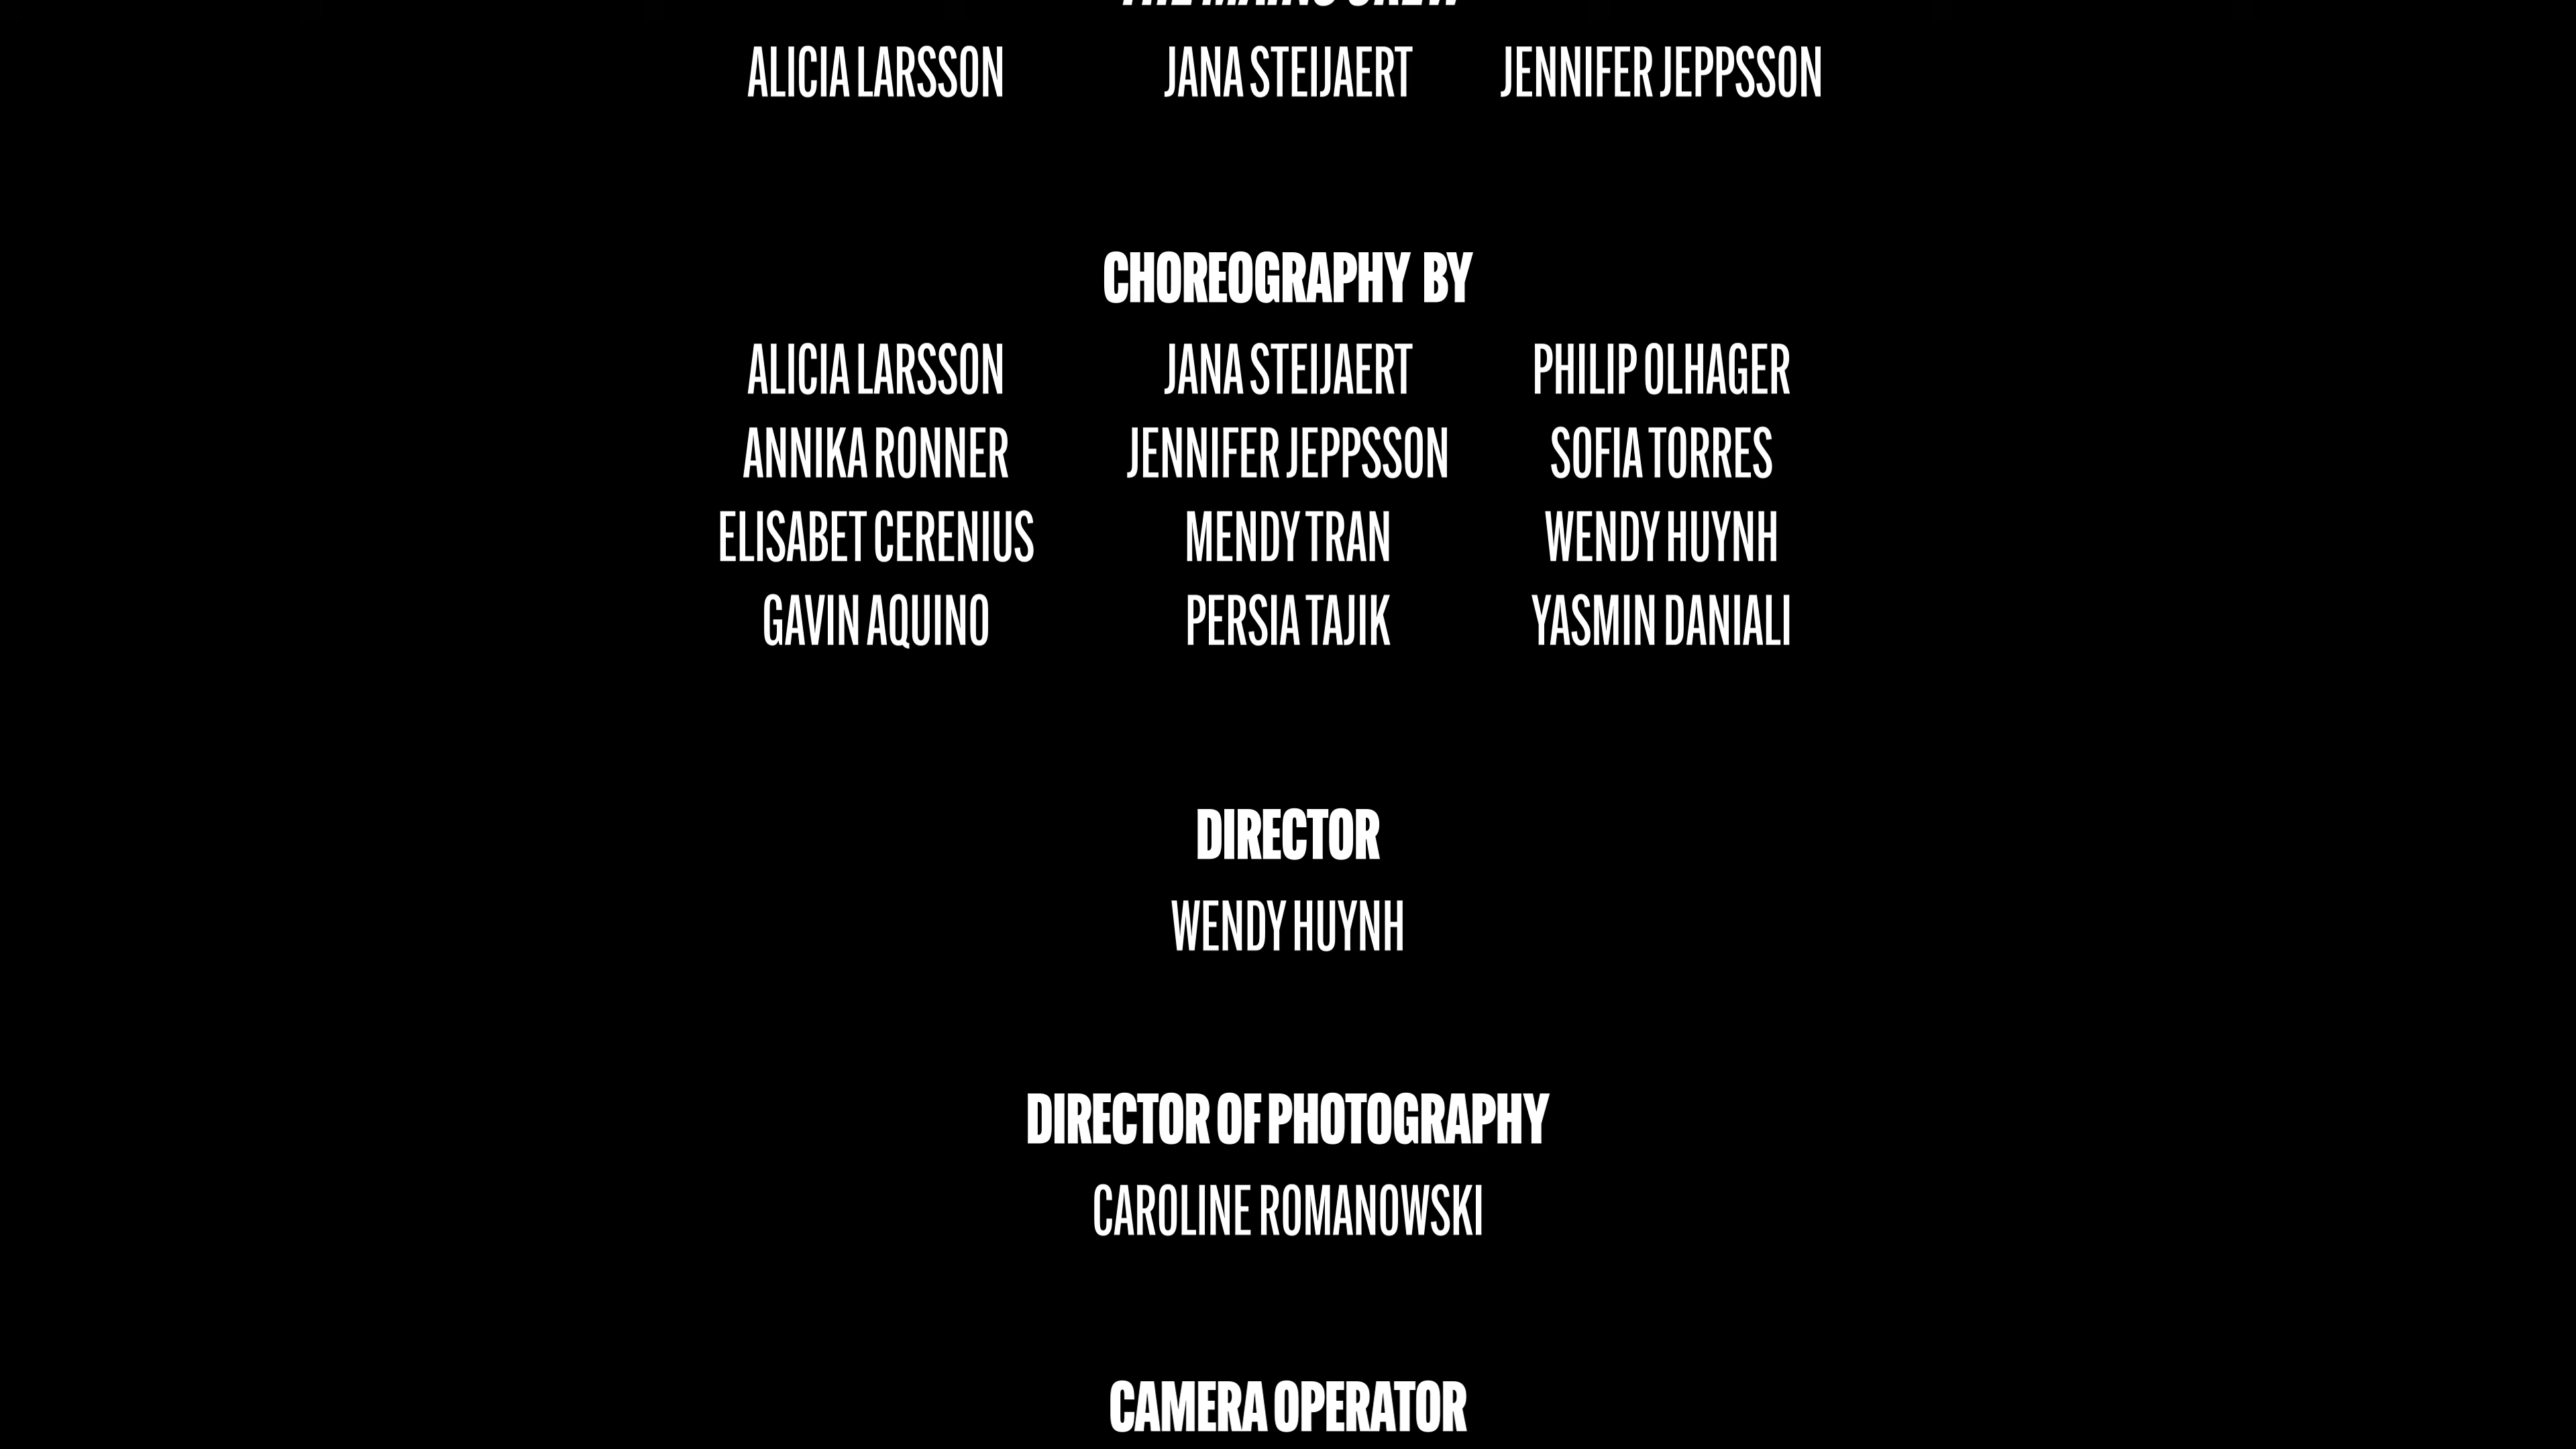 ALICIA LARSSON JANA STEIJAERT JENNIFER JEPPSSON
CHOREOGRAPHY BY
ALICIA LARSSON JANA STEIJAERT PHILIP OLHAGER
ANNIKA RONNER JENNIFER JEPPSSON SOFIA TORRES
ELISABET CERENIUS MENDY TRAN WENDY HUYNH
GAVIN AQUINO PERSIA TAJIK YASMIN DANIALI
DIRECTOR
WENDY HUYNH
DIRECTOR OF PHOTOGRAPHY
CAROLINE ROMANOWSKI
CAMERA OPERATOR